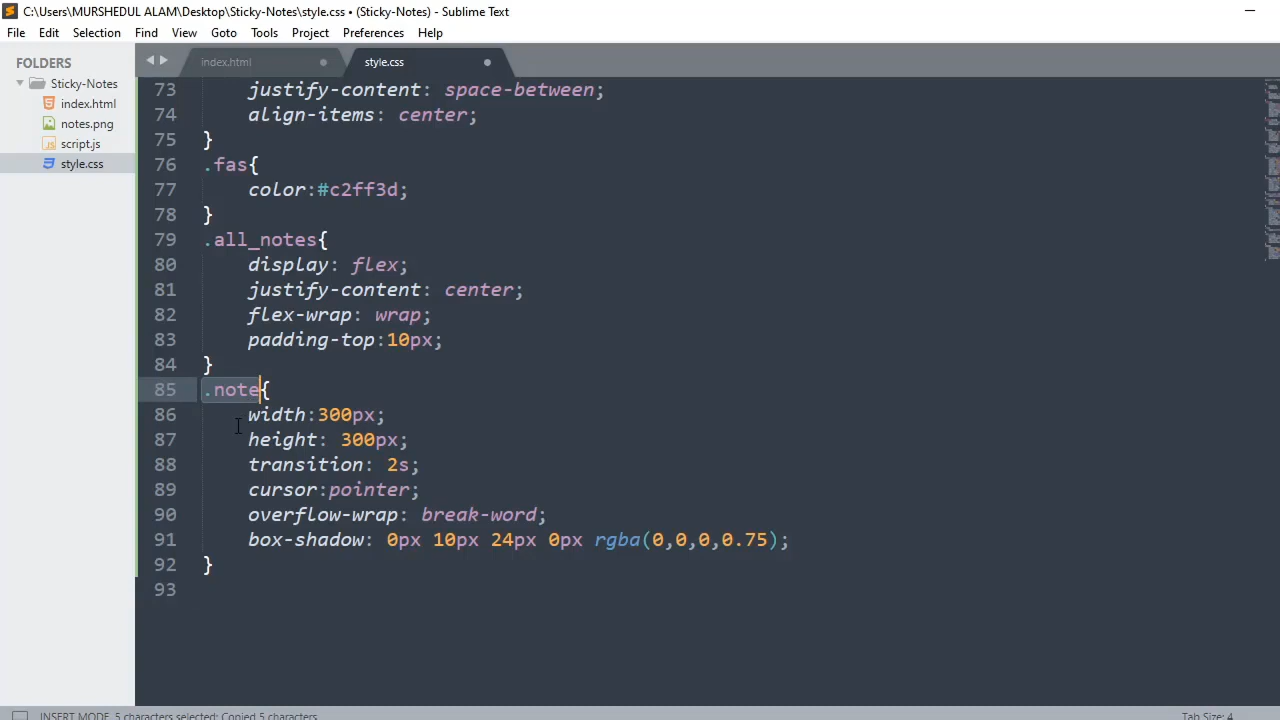 C:\Users\MURSHEDUL ALAM\Desktop\Sticky-Notes\style.css • (Sticky-Notes) - Sublime Text
File Edit Selection Find View Goto Tools Project Preferences Help
FOLDERS
Sticky-Notes
index.html
notes.png
script.js
style.css
index.html style.css
73 justify-content: space-between;
74 align-items: center;
75 }
76 .fas{
77 color:#c2ff3d;
78 }
79 .all_notes{
80 display: flex;
81 justify-content: center;
82 flex-wrap: wrap;
83 padding-top:10px;
84 }
85 .note{
86 width:300px;
87 height: 300px;
88 transition: 2s;
89 cursor:pointer;
90 overflow-wrap: break-word;
91 box-shadow: 0px 10px 24px 0px rgba(0,0,0,0.75);
92 }
93
INSERT MODE, 5 characters selected: Copied 5 characters Tab Size: 4